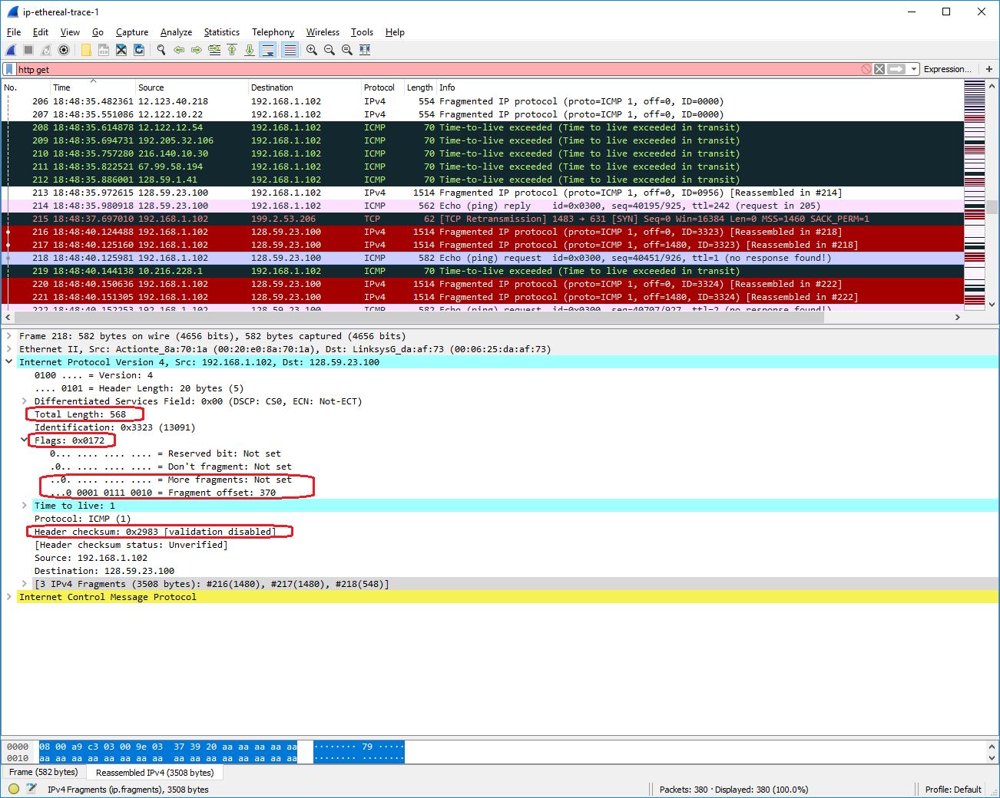 ip-ethereal-trace-1
File Edit View Go Capture Analyze Statistics Telephony Wireless Tools Help
http get
Expression... +
No. Time Source Destination Protocol Length Info
206 18:48:35.482361 12.123.40.218 192.168.1.102 IPv4 554 Fragmented IP protocol (proto=ICMP 1, off=0, ID=0000)
207 18:48:35.551086 12.122.10.22 192.168.1.102 IPv4 554 Fragmented IP protocol (proto=ICMP 1, off=0, ID=0000)
208 18:48:35.614878 12.122.12.54 192.168.1.102 ICMP 70 Time-to-live exceeded (Time to live exceeded in transit)
209 18:48:35.694731 192.205.32.106 192.168.1.102 ICMP 70 Time-to-live exceeded (Time to live exceeded in transit)
210 18:48:35.757280 216.140.10.30 192.168.1.102 ICMP 70 Time-to-live exceeded (Time to live exceeded in transit)
211 18:48:35.822521 67.99.58.194 192.168.1.102 ICMP 70 Time-to-live exceeded (Time to live exceeded in transit)
212 18:48:35.886001 128.59.1.41 192.168.1.102 ICMP 70 Time-to-live exceeded (Time to live exceeded in transit)
213 18:48:35.972615 128.59.23.100 192.168.1.102 IPv4 1514 Fragmented IP protocol (proto=ICMP 1, off=0, ID=0956) [Reassembled in #214]
214 18:48:35.980918 128.59.23.100 192.168.1.102 ICMP 562 Echo (ping) reply id=0x0300, seq=40195/925, ttl=242 (request in 205)
215 18:48:37.697010 192.168.1.102 199.2.53.206 TCP 62 [TCP Retransmission] 1483 → 631 [SYN] Seq=0 Win=16384 Len=0 MSS=1460 SACK_PERM=1
216 18:48:40.124488 192.168.1.102 128.59.23.100 IPv4 1514 Fragmented IP protocol (proto=ICMP 1, off=0, ID=3323) [Reassembled in #218]
217 18:48:40.125160 192.168.1.102 128.59.23.100 IPv4 1514 Fragmented IP protocol (proto=ICMP 1, off=1480, ID=3323) [Reassembled in #218]
218 18:48:40.125981 192.168.1.102 128.59.23.100 ICMP 582 Echo (ping) request id=0x0300, seq=40451/926, ttl=1 (no response found!)
219 18:48:40.144138 10.216.228.1 192.168.1.102 ICMP 70 Time-to-live exceeded (Time to live exceeded in transit)
220 18:48:40.150636 192.168.1.102 128.59.23.100 IPv4 1514 Fragmented IP protocol (proto=ICMP 1, off=0, ID=3324) [Reassembled in #222]
221 18:48:40.151305 192.168.1.102 128.59.23.100 IPv4 1514 Fragmented IP protocol (proto=ICMP 1, off=1480, ID=3324) [Reassembled in #222]
222 18:48:40.152253 192.168.1.102 128.59.23.100 ICMP 582 Echo (ping) request id=0x0300, seq=40707/927, ttl=2 (no response found!)
Frame 218: 582 bytes on wire (4656 bits), 582 bytes captured (4656 bits)
Ethernet II, Src: Actionte_8a:70:1a (00:20:e0:8a:70:1a), Dst: LinksysG_da:af:73 (00:06:25:da:af:73)
Internet Protocol Version 4, Src: 192.168.1.102, Dst: 128.59.23.100
0100 .... = Version: 4
.... 0101 = Header Length: 20 bytes (5)
Differentiated Services Field: 0x00 (DSCP: CS0, ECN: Not-ECT)
Total Length: 568
Identification: 0x3323 (13091)
Flags: 0x0172
0... .... .... .... = Reserved bit: Not set
.0.. .... .... .... = Don't fragment: Not set
..0. .... .... .... = More fragments: Not set
...0 0001 0111 0010 = Fragment offset: 370
Time to live: 1
Protocol: ICMP (1)
Header checksum: 0x2983 [validation disabled]
[Header checksum status: Unverified]
Source: 192.168.1.102
Destination: 128.59.23.100
[3 IPv4 Fragments (3508 bytes): #216(1480), #217(1480), #218(548)]
Internet Control Message Protocol
0000 08 00 a9 c3 03 00 9e 03 37 39 20 aa aa aa aa aa ········ 79 ·····
0010 aa aa aa aa aa aa aa aa aa aa aa aa aa aa aa aa ········ ········
Frame (582 bytes) Reassembled IPv4 (3508 bytes)
IPv4 Fragments (ip.fragments), 3508 bytes Packets: 380 · Displayed: 380 (100.0%) Profile: Default